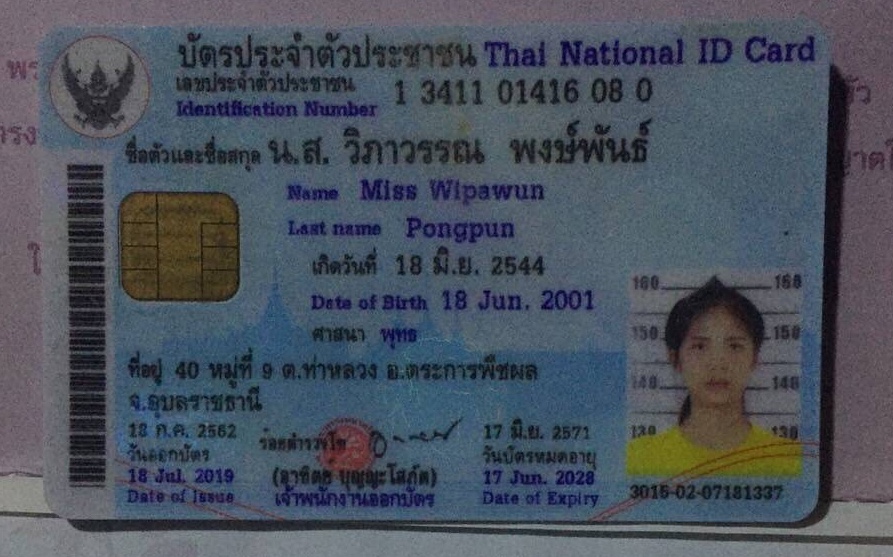 บัตรประจำตัวประชาชน Thai National ID Card
เลขประจำตัวประชาชน 1 3411 01416 08 0
Identification Number
ชื่อตัวและชื่อสกุล น.ส. วิภาวรรณ พงษ์พันธ์
Name Miss Wipawun
Last name Pongpun
เกิดวันที่ 18 มิ.ย. 2544
Date of Birth 18 Jun. 2001
ศาสนา พุทธ
ที่อยู่ 40 หมู่ที่ 9 ต.ท่าหลวง อ.ตระการพืชผล
จ.อุบลราชธานี
18 ก.ค. 2562
วันออกบัตร
18 Jul. 2019
Date of Issue
ร้อยตำรวจโท
(อาทิตย์ บุญญะโสภัต)
เจ้าพนักงานออกบัตร
17 มิ.ย. 2571
วันบัตรหมดอายุ
17 Jun. 2028
Date of Expiry
160 160
150 150
140 140
130 130
3015-02-07181337